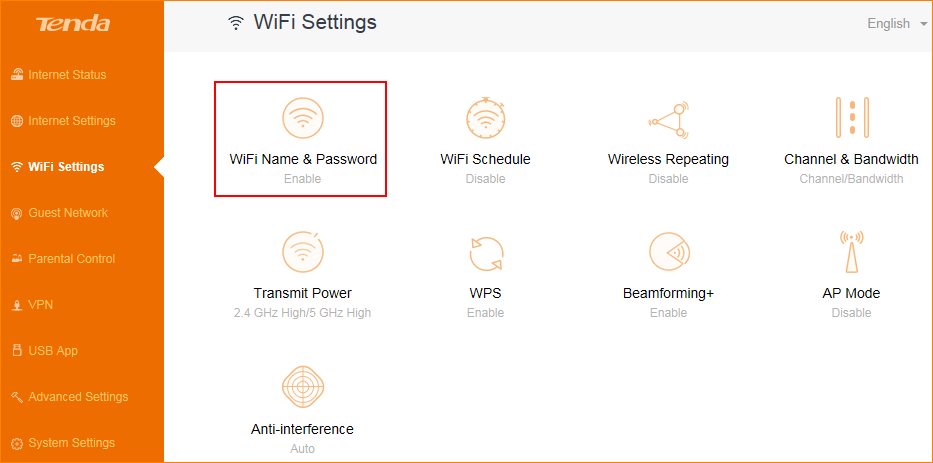 Tenda
WiFi Settings
English
Internet Status
Internet Settings
WiFi Settings
Guest Network
Parental Control
VPN
USB App
Advanced Settings
System Settings
WiFi Name & Password
Enable
WiFi Schedule
Disable
Wireless Repeating
Disable
Channel & Bandwidth
Channel/Bandwidth
Transmit Power
2.4 GHz High/5 GHz High
WPS
Enable
Beamforming+
Enable
AP Mode
Disable
Anti-interference
Auto